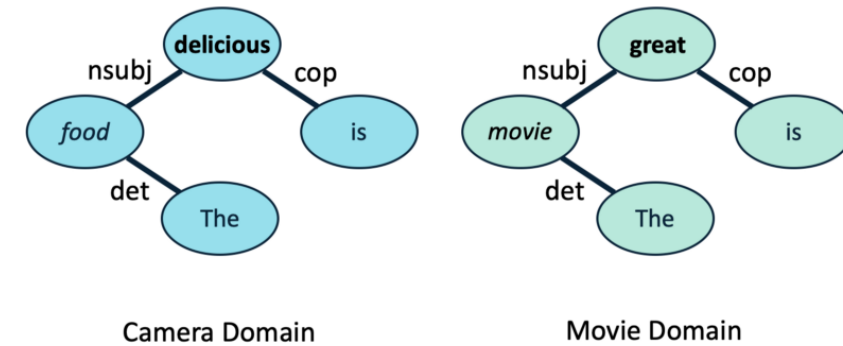 delicious great
nsubj cop nsubj cop
food is movie is
det det
The The
Camera Domain Movie Domain